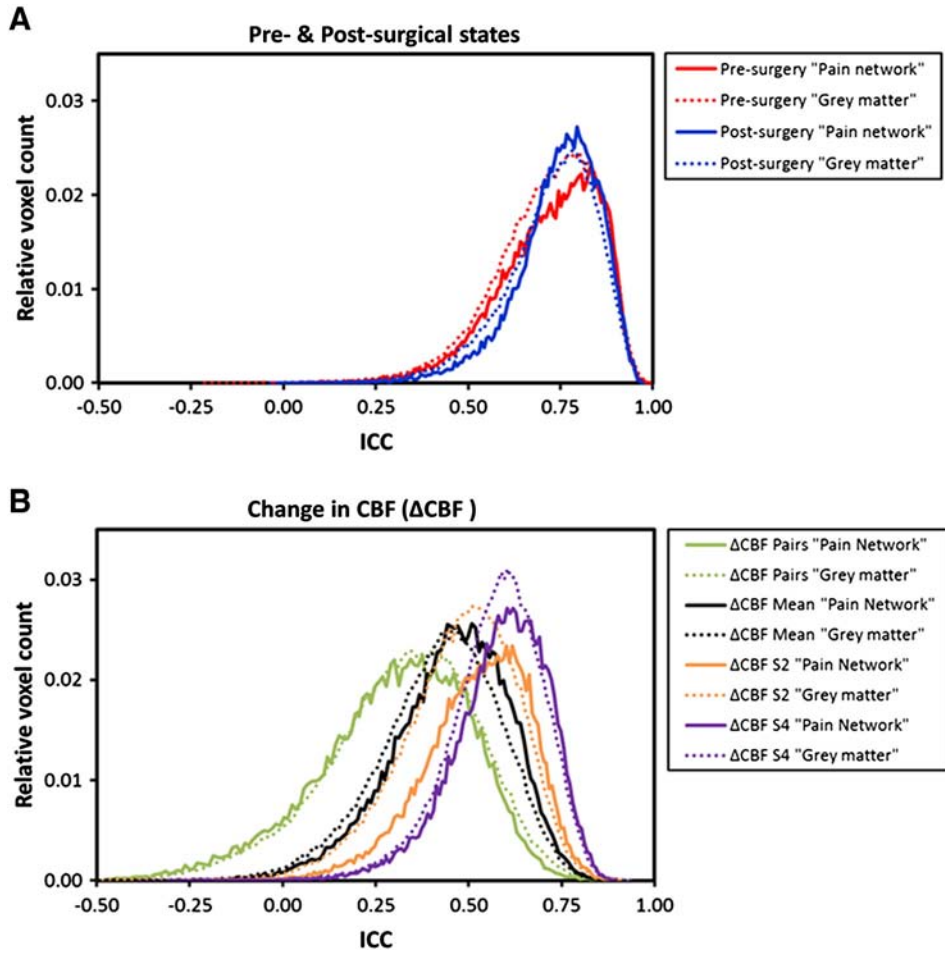 A
Pre- & Post-surgical states
Relative voxel count
0.03
0.02
0.01
0.00
-0.50
-0.25
0.00
0.25
0.50
0.75
1.00
ICC
Pre-surgery "Pain network"
Pre-surgery "Grey matter"
Post-surgery "Pain network"
Post-surgery "Grey matter"
B
Change in CBF (ΔCBF )
Relative voxel count
0.03
0.02
0.01
0.00
-0.50
-0.25
0.00
0.25
0.50
0.75
1.00
ICC
ΔCBF Pairs "Pain Network"
ΔCBF Pairs "Grey matter"
ΔCBF Mean "Pain Network"
ΔCBF Mean "Grey matter"
ΔCBF S2 "Pain Network"
ΔCBF S2 "Grey matter"
ΔCBF S4 "Pain Network"
ΔCBF S4 "Grey matter"